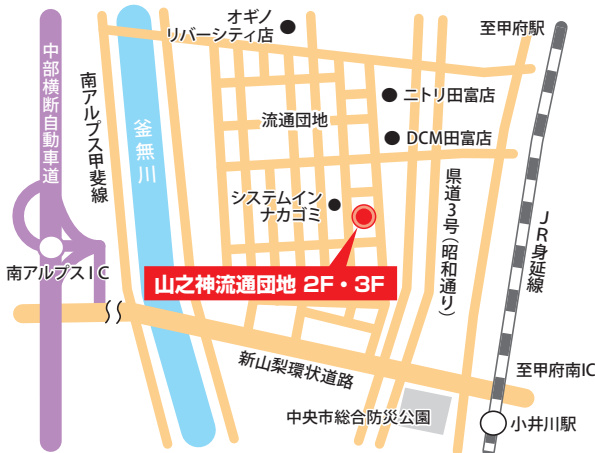 オギノ
リバーシティ店
至甲府駅
中部横断自動車道
南アルプス甲斐線
釜無川
ニトリ田富店
流通団地
DCM田富店
システムイン
ナカゴミ
県道3号(昭和通り)
JR身延線
南アルプスIC
山之神流通団地 2F・3F
新山梨環状道路
至甲府南IC
中央市総合防災公園
小井川駅